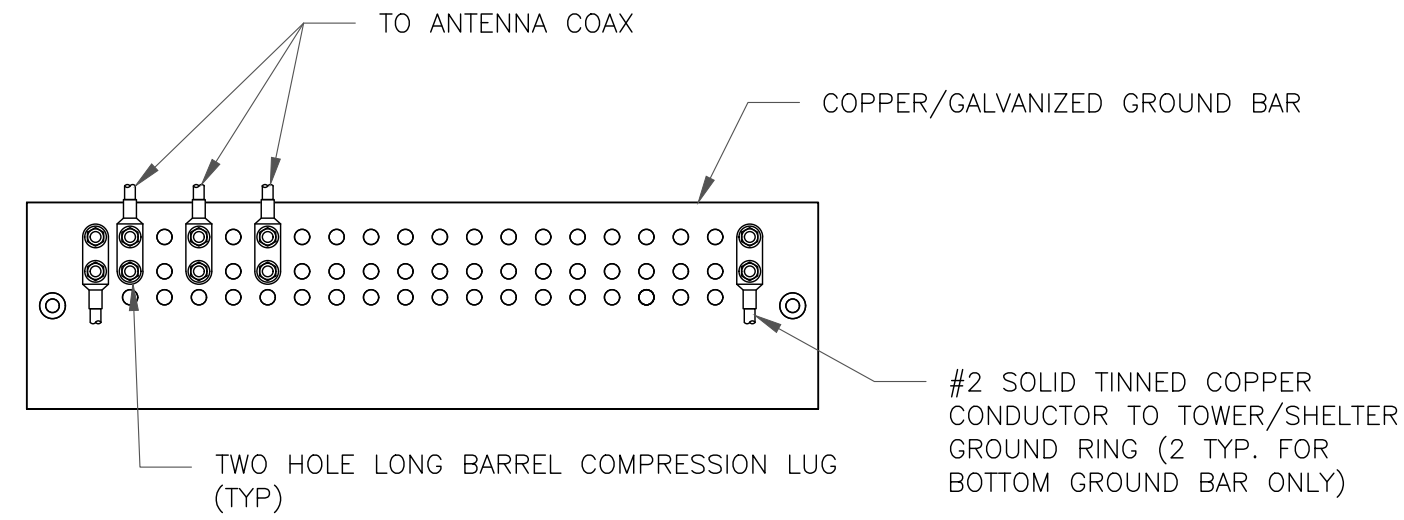 TO ANTENNA COAX
COPPER/GALVANIZED GROUND BAR
#2 SOLID TINNED COPPER
CONDUCTOR TO TOWER/SHELTER
GROUND RING (2 TYP. FOR
BOTTOM GROUND BAR ONLY)
TWO HOLE LONG BARREL COMPRESSION LUG
(TYP)